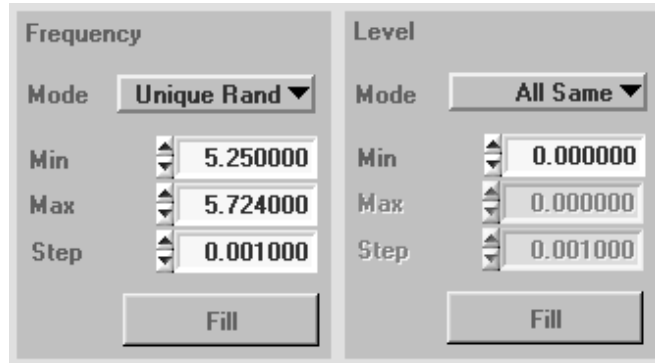 Frequency
Mode Unique Rand
Min 5.250000
Max 5.724000
Step 0.001000
Fill
Level
Mode All Same
Min 0.000000
Max 0.000000
Step 0.001000
Fill